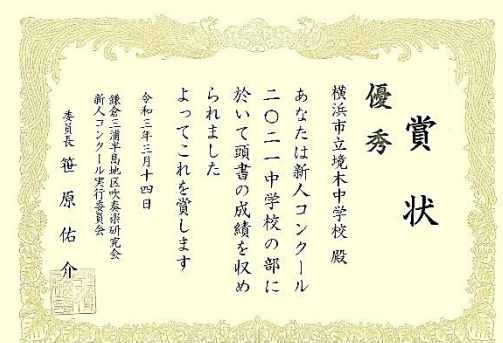 賞状
優秀
横浜市立境木中学校 殿
あなたは新人コンクール
二〇二一中学校の部に
於いて頭書の成績を収め
られました
よってこれを賞します
令和三年三月十四日
鎌倉三浦半島地区吹奏楽研究会
新人コンクール実行委員会
委員長 笹原佑介